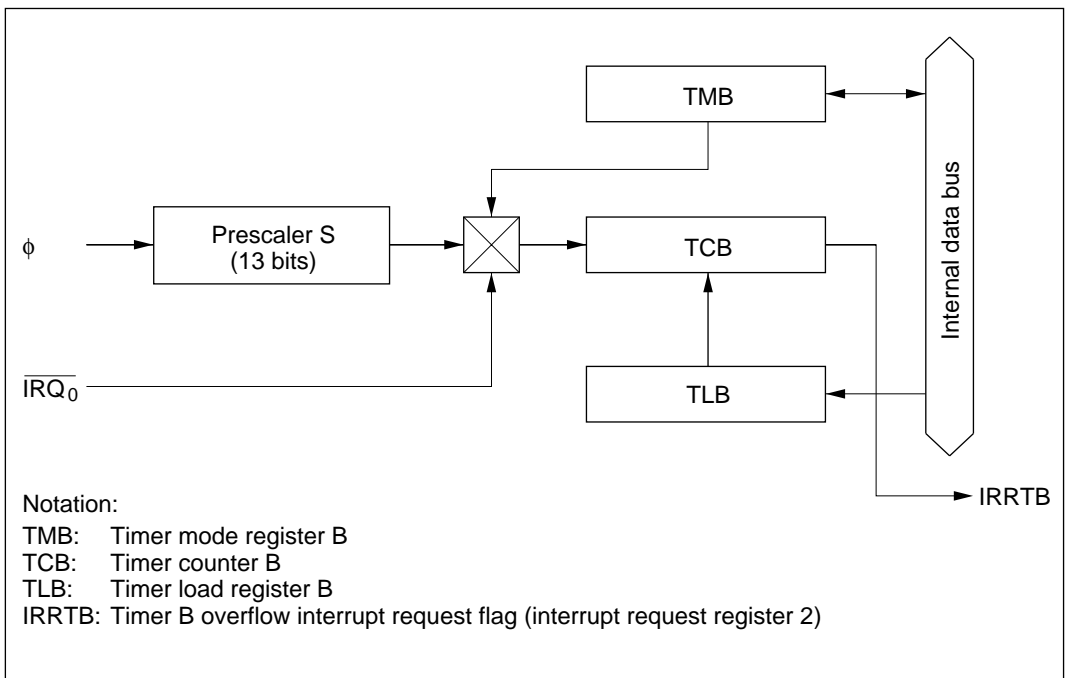 TMB
Internal data bus
ϕ
Prescaler S
(13 bits)
TCB
IRQ0
TLB
IRRTB
Notation:
TMB: Timer mode register B
TCB: Timer counter B
TLB: Timer load register B
IRRTB: Timer B overflow interrupt request flag (interrupt request register 2)